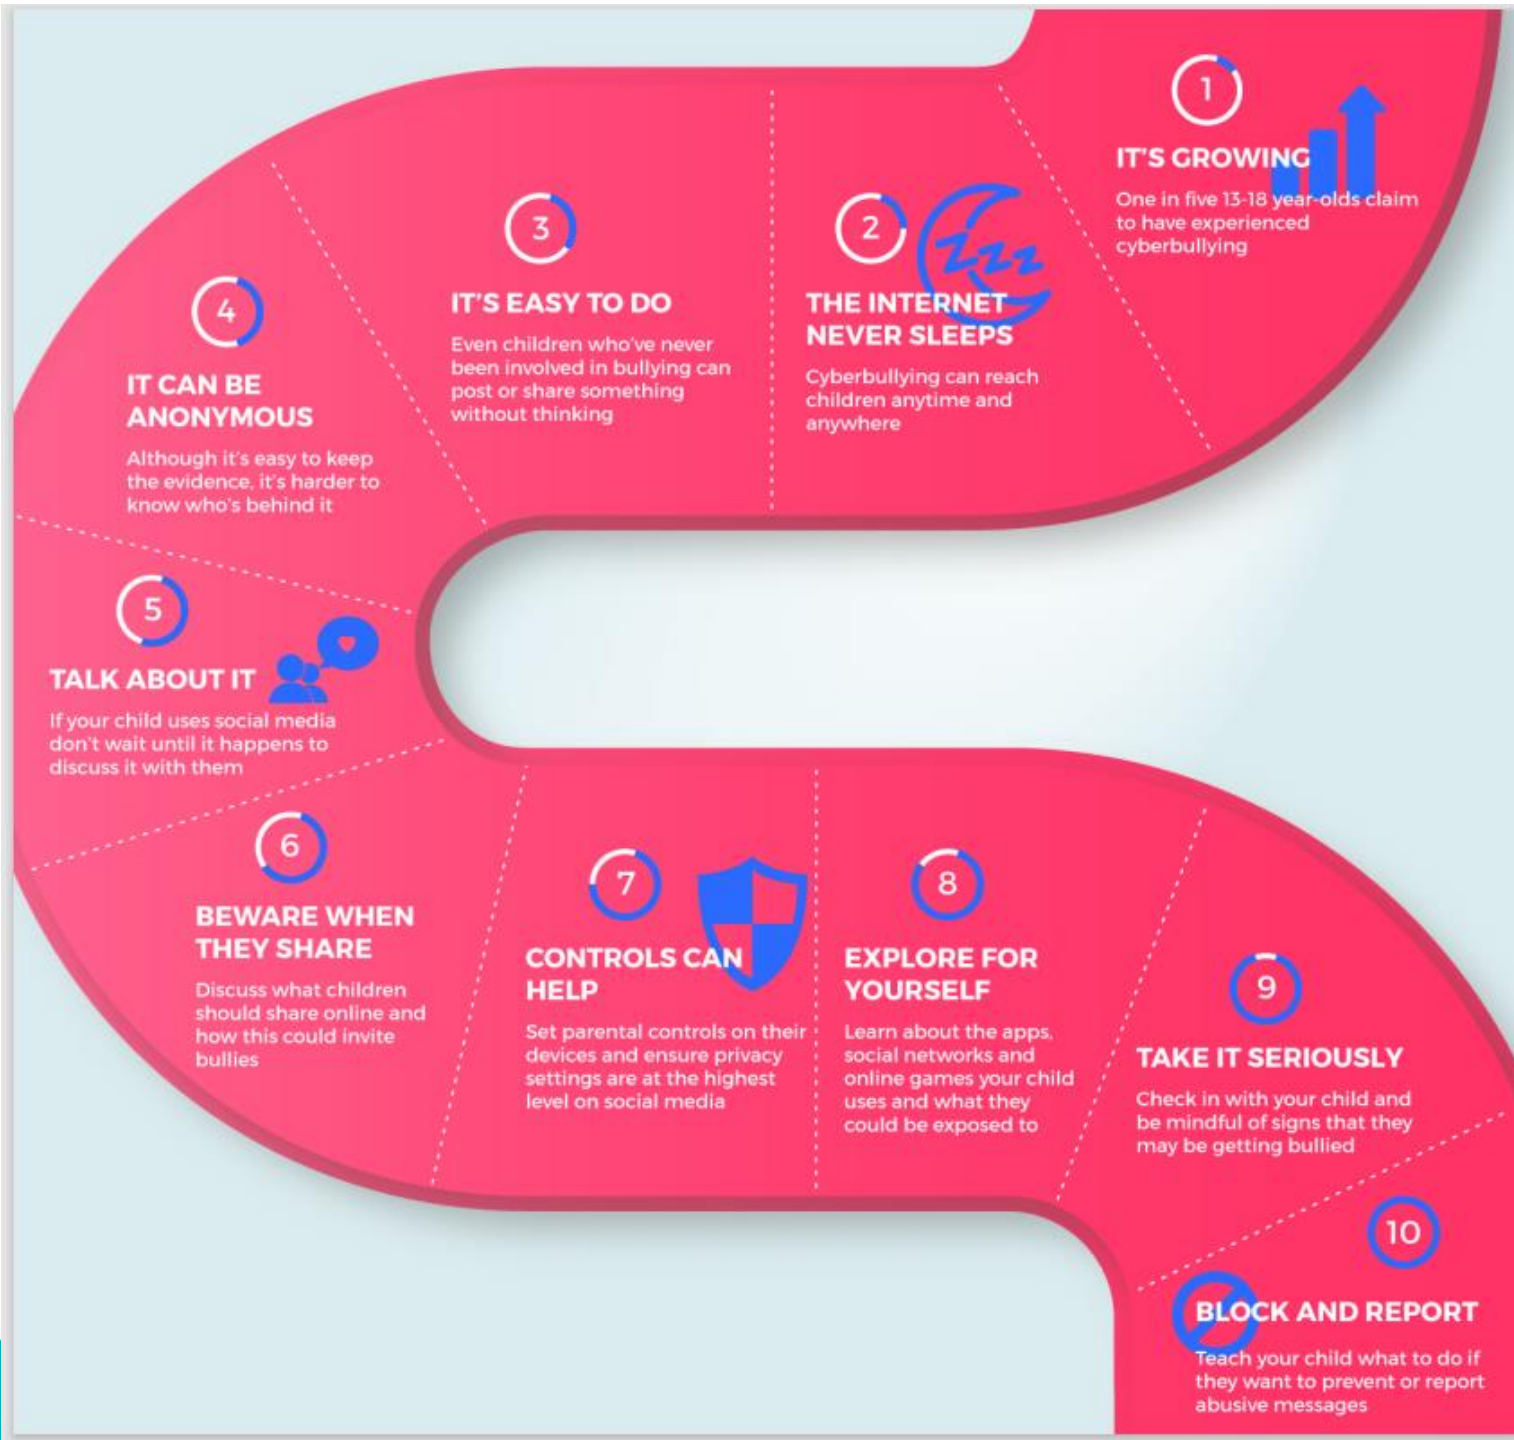 1
IT'S GROWING
One in five 13-18 year-olds claim
to have experienced
cyberbullying
2
ZZZ
THE INTERNET
NEVER SLEEPS
Cyberbullying can reach
children anytime and
anywhere
3
IT'S EASY TO DO
Even children who've never
been involved in bullying can
post or share something
without thinking
4
IT CAN BE
ANONYMOUS
Although it's easy to keep
the evidence, it's harder to
know who's behind it
5
TALK ABOUT IT
If your child uses social media
don't wait until it happens to
discuss it with them
6
BEWARE WHEN
THEY SHARE
Discuss what children
should share online and
how this could invite
bullies
7
CONTROLS CAN
HELP
Set parental controls on their
devices and ensure privacy
settings are at the highest
level on social media
8
EXPLORE FOR
YOURSELF
Learn about the apps,
social networks and
online games your child
uses and what they
could be exposed to
9
TAKE IT SERIOUSLY
Check in with your child and
be mindful of signs that they
may be getting bullied
10
BLOCK AND REPORT
Teach your child what to do if
they want to prevent or report
abusive messages